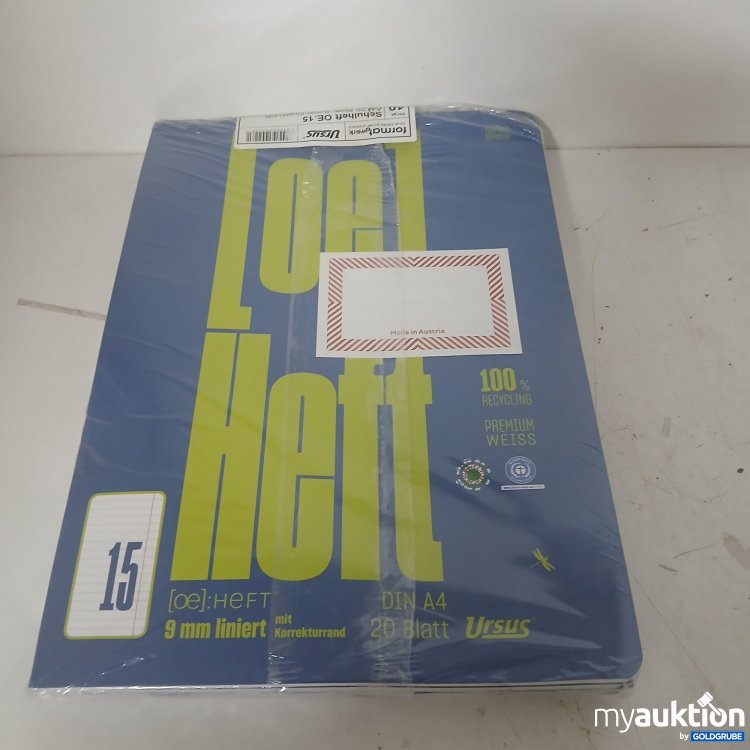 formatwerk
Ursus
Schulheft OE.15
10
[oe]
Heft
Made in Austria
100 %
RECYCLING
PREMIUM
WEISS
15
[oe]:HeFT
9 mm liniert
mit
Korrekturrand
DIN A4
20 Blatt
Ursus
myauktion
by GOLDGRUBE